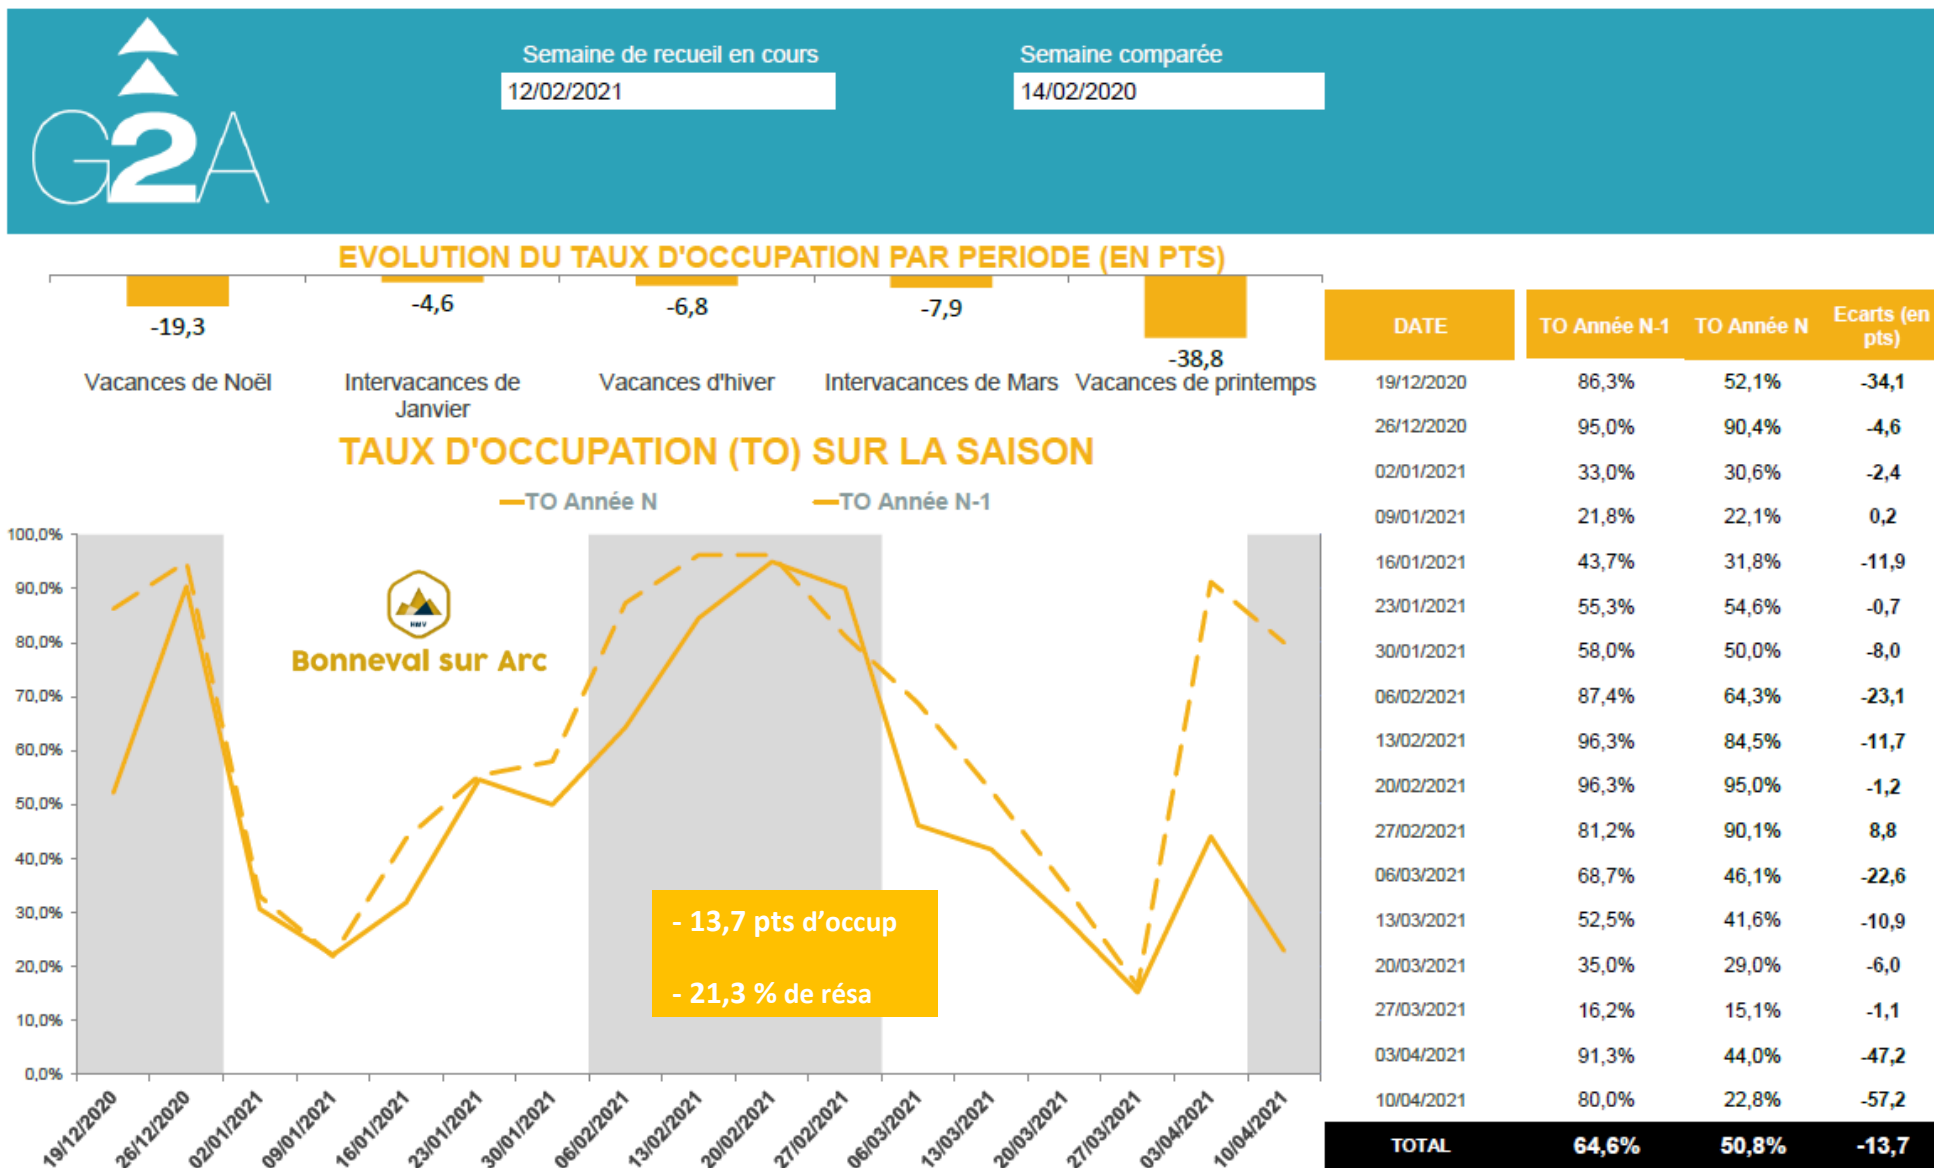 G2A
Semaine de recueil en cours
12/02/2021
Semaine comparée
14/02/2020
EVOLUTION DU TAUX D'OCCUPATION PAR PERIODE (EN PTS)
-19,3
-4,6
-6,8
-7,9
-38,8
Vacances de Noël
Intervacances de
Janvier
Vacances d'hiver
Intervacances de Mars
Vacances de printemps
TAUX D'OCCUPATION (TO) SUR LA SAISON
TO Année N
TO Année N-1
100,0%
90,0%
80,0%
70,0%
60,0%
50,0%
40,0%
30,0%
20,0%
10,0%
0,0%
HMV
Bonneval sur Arc
- 13,7 pts d'occup
- 21,3 % de résa
19/12/2020
26/12/2020
02/01/2021
09/01/2021
16/01/2021
23/01/2021
30/01/2021
06/02/2021
13/02/2021
20/02/2021
27/02/2021
06/03/2021
13/03/2021
20/03/2021
27/03/2021
03/04/2021
10/04/2021
DATE TO Année N-1 TO Année N Ecarts (en
pts)
19/12/2020 86,3% 52,1% -34,1
26/12/2020 95,0% 90,4% -4,6
02/01/2021 33,0% 30,6% -2,4
09/01/2021 21,8% 22,1% 0,2
16/01/2021 43,7% 31,8% -11,9
23/01/2021 55,3% 54,6% -0,7
30/01/2021 58,0% 50,0% -8,0
06/02/2021 87,4% 64,3% -23,1
13/02/2021 96,3% 84,5% -11,7
20/02/2021 96,3% 95,0% -1,2
27/02/2021 81,2% 90,1% 8,8
06/03/2021 68,7% 46,1% -22,6
13/03/2021 52,5% 41,6% -10,9
20/03/2021 35,0% 29,0% -6,0
27/03/2021 16,2% 15,1% -1,1
03/04/2021 91,3% 44,0% -47,2
10/04/2021 80,0% 22,8% -57,2
TOTAL 64,6% 50,8% -13,7